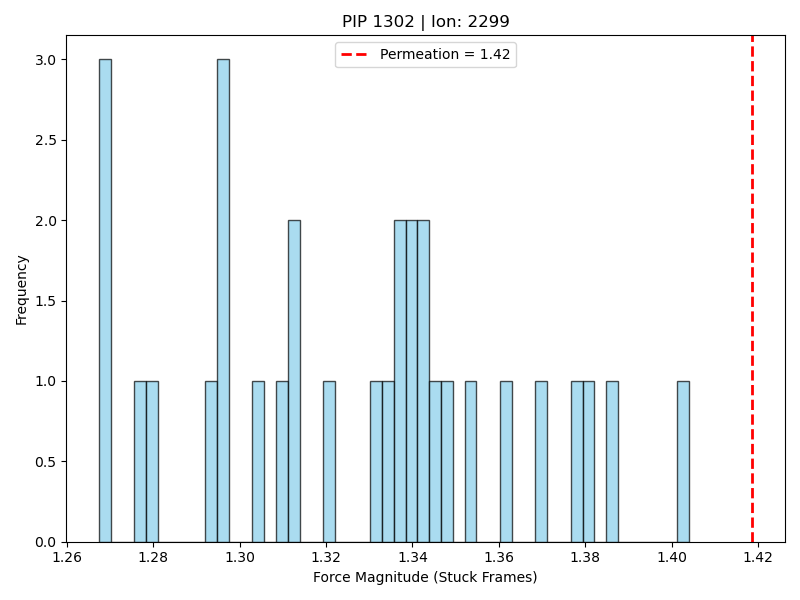 PIP 1302 | Ion: 2299
Permeation = 1.42
3.0
2.5
2.0
1.5
1.0
0.5
0.0
Frequency
1.26 1.28 1.30 1.32 1.34 1.36 1.38 1.40 1.42
Force Magnitude (Stuck Frames)